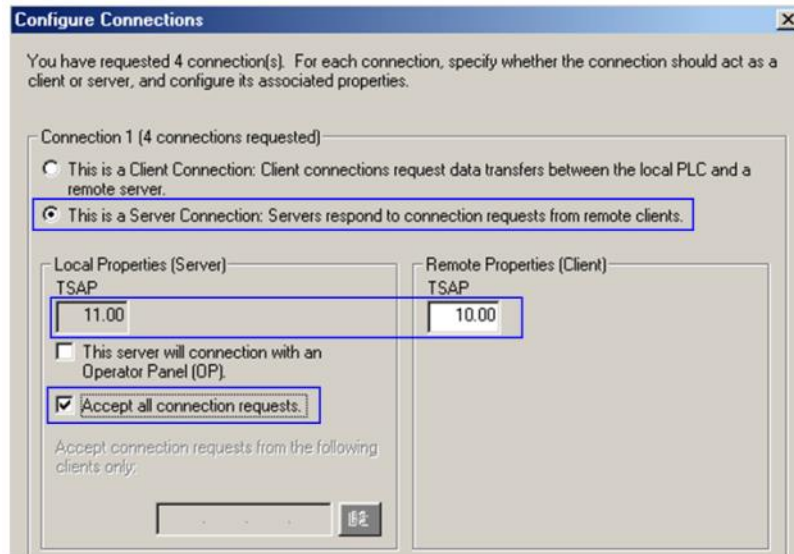 Configure Connections
You have requested 4 connection(s). For each connection, specify whether the connection should act as a
client or server, and configure its associated properties.
Connection 1 (4 connections requested)
This is a Client Connection: Client connections request data transfers between the local PLC and a
remote server.
This is a Server Connection: Servers respond to connection requests from remote clients.
Local Properties (Server)
TSAP
11.00
This server will connection with an
Operator Panel (OP).
Accept all connection requests.
Accept connection requests from the following
clients only:
. . .
Remote Properties (Client)
TSAP
10.00